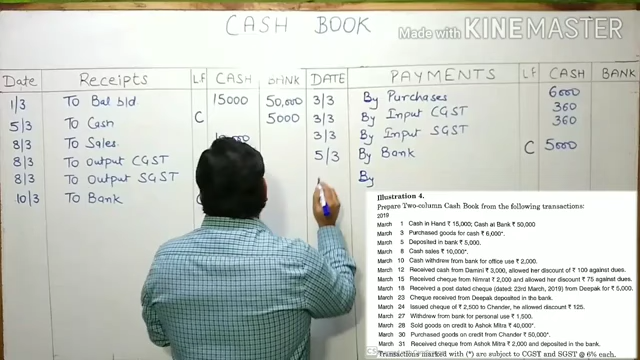 Made with KINEMASTER
CASH BOOK
Date Receipts LF CASH BANK DATE PAYMENTS LF CASH BANK
1/3 To Bal b/d 15000 50,000 3/3 By Purchases 6000
5/3 To Cash C 5000 3/3 By Input CGST 360
8/3 To Sales 3/3 By Input SGST 360
8/3 To Output CGST 5/3 By Bank C 5000
8/3 To Output SGST By
10/3 To Bank
Illustration 4.
Prepare Two-column Cash Book from the following transactions:
2019
March 1 Cash in Hand ₹ 15,000; Cash at Bank ₹ 50,000
March 3 Purchased goods for cash ₹ 6,000*.
March 5 Deposited in bank ₹ 5,000.
March 8 Cash sales ₹ 10,000*.
March 10 Cash withdrew from bank for office use ₹ 2,000.
March 12 Received cash from Damini ₹ 3,000, allowed her discount of ₹ 100 against dues.
March 15 Received cheque from Nimrat ₹ 2,000 and allowed her discount ₹ 75 against dues.
March 18 Received a post dated cheque (dated: 23rd March, 2019) from Deepak for ₹ 5,000.
March 23 Cheque received from Deepak deposited in the bank.
March 24 Issued cheque of ₹ 2,500 to Chander, he allowed discount ₹ 125.
March 27 Withdrew from bank for personal use ₹ 1,500.
March 28 Sold goods on credit to Ashok Mitra ₹ 40,000*.
March 30 Purchased goods on credit from Chander ₹ 50,000*.
March 31 Received cheque from Ashok Mitra ₹ 2,000 and deposited in the bank.
Transactions marked with (*) are subject to CGST and SGST @ 6% each.